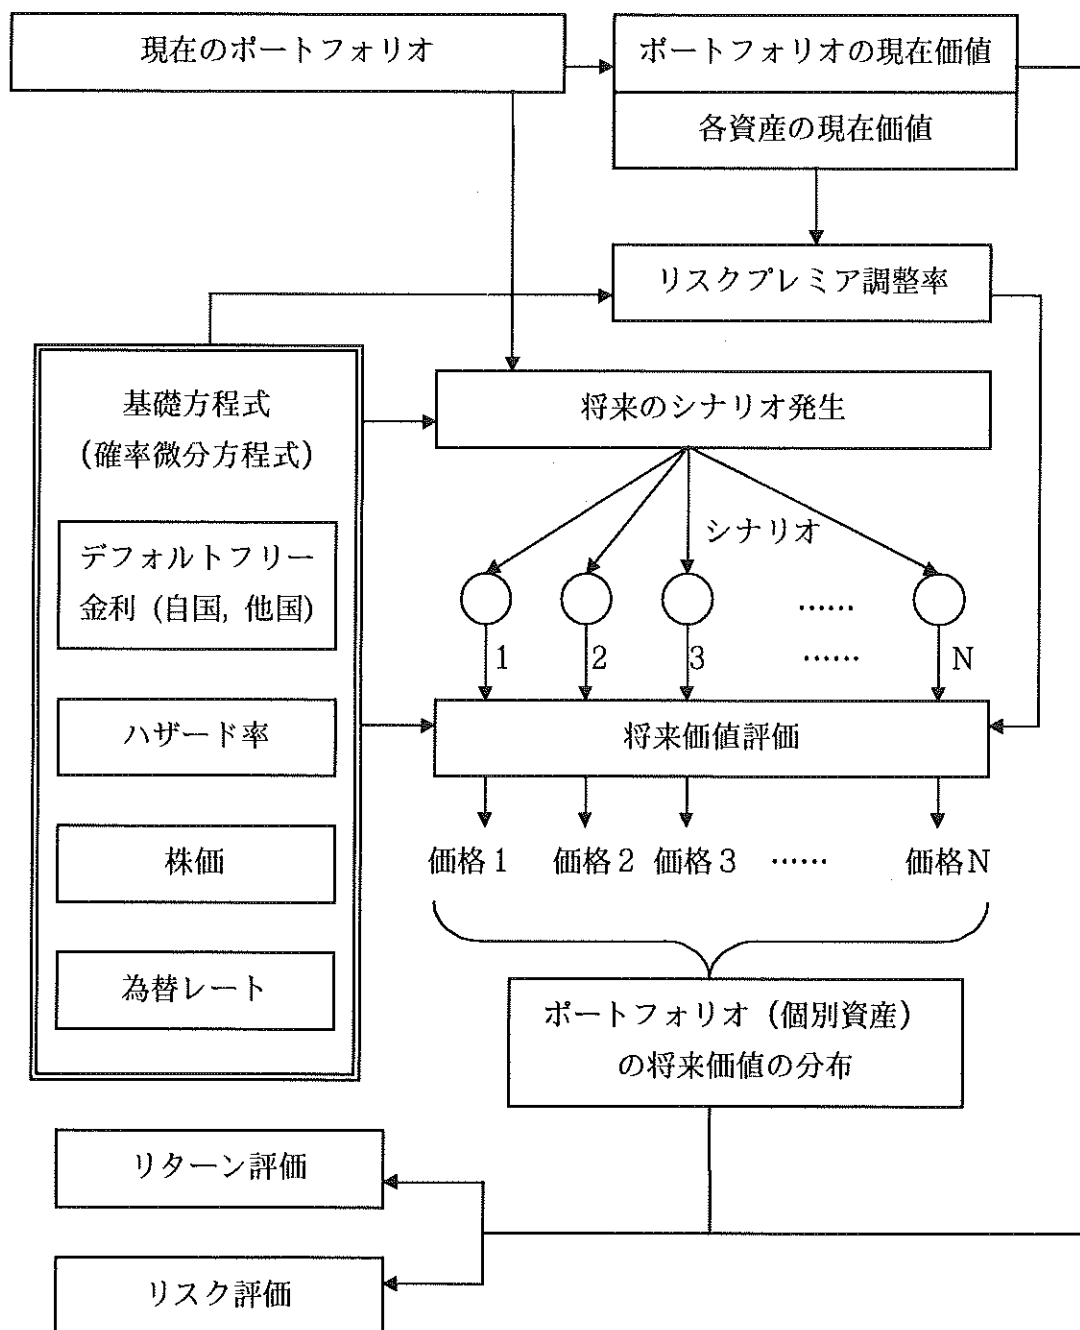 現在のポートフォリオ
ポートフォリオの現在価値
各資産の現在価値
リスクプレミア調整率
基礎方程式
(確率微分方程式)
将来のシナリオ発生
シナリオ
デフォルトフリー
金利 (自国, 他国)
……
1 2 3 …… N
ハザード率
将来価値評価
株価
価格1 価格2 価格3 …… 価格N
為替レート
ポートフォリオ (個別資産)
の将来価値の分布
リターン評価
リスク評価